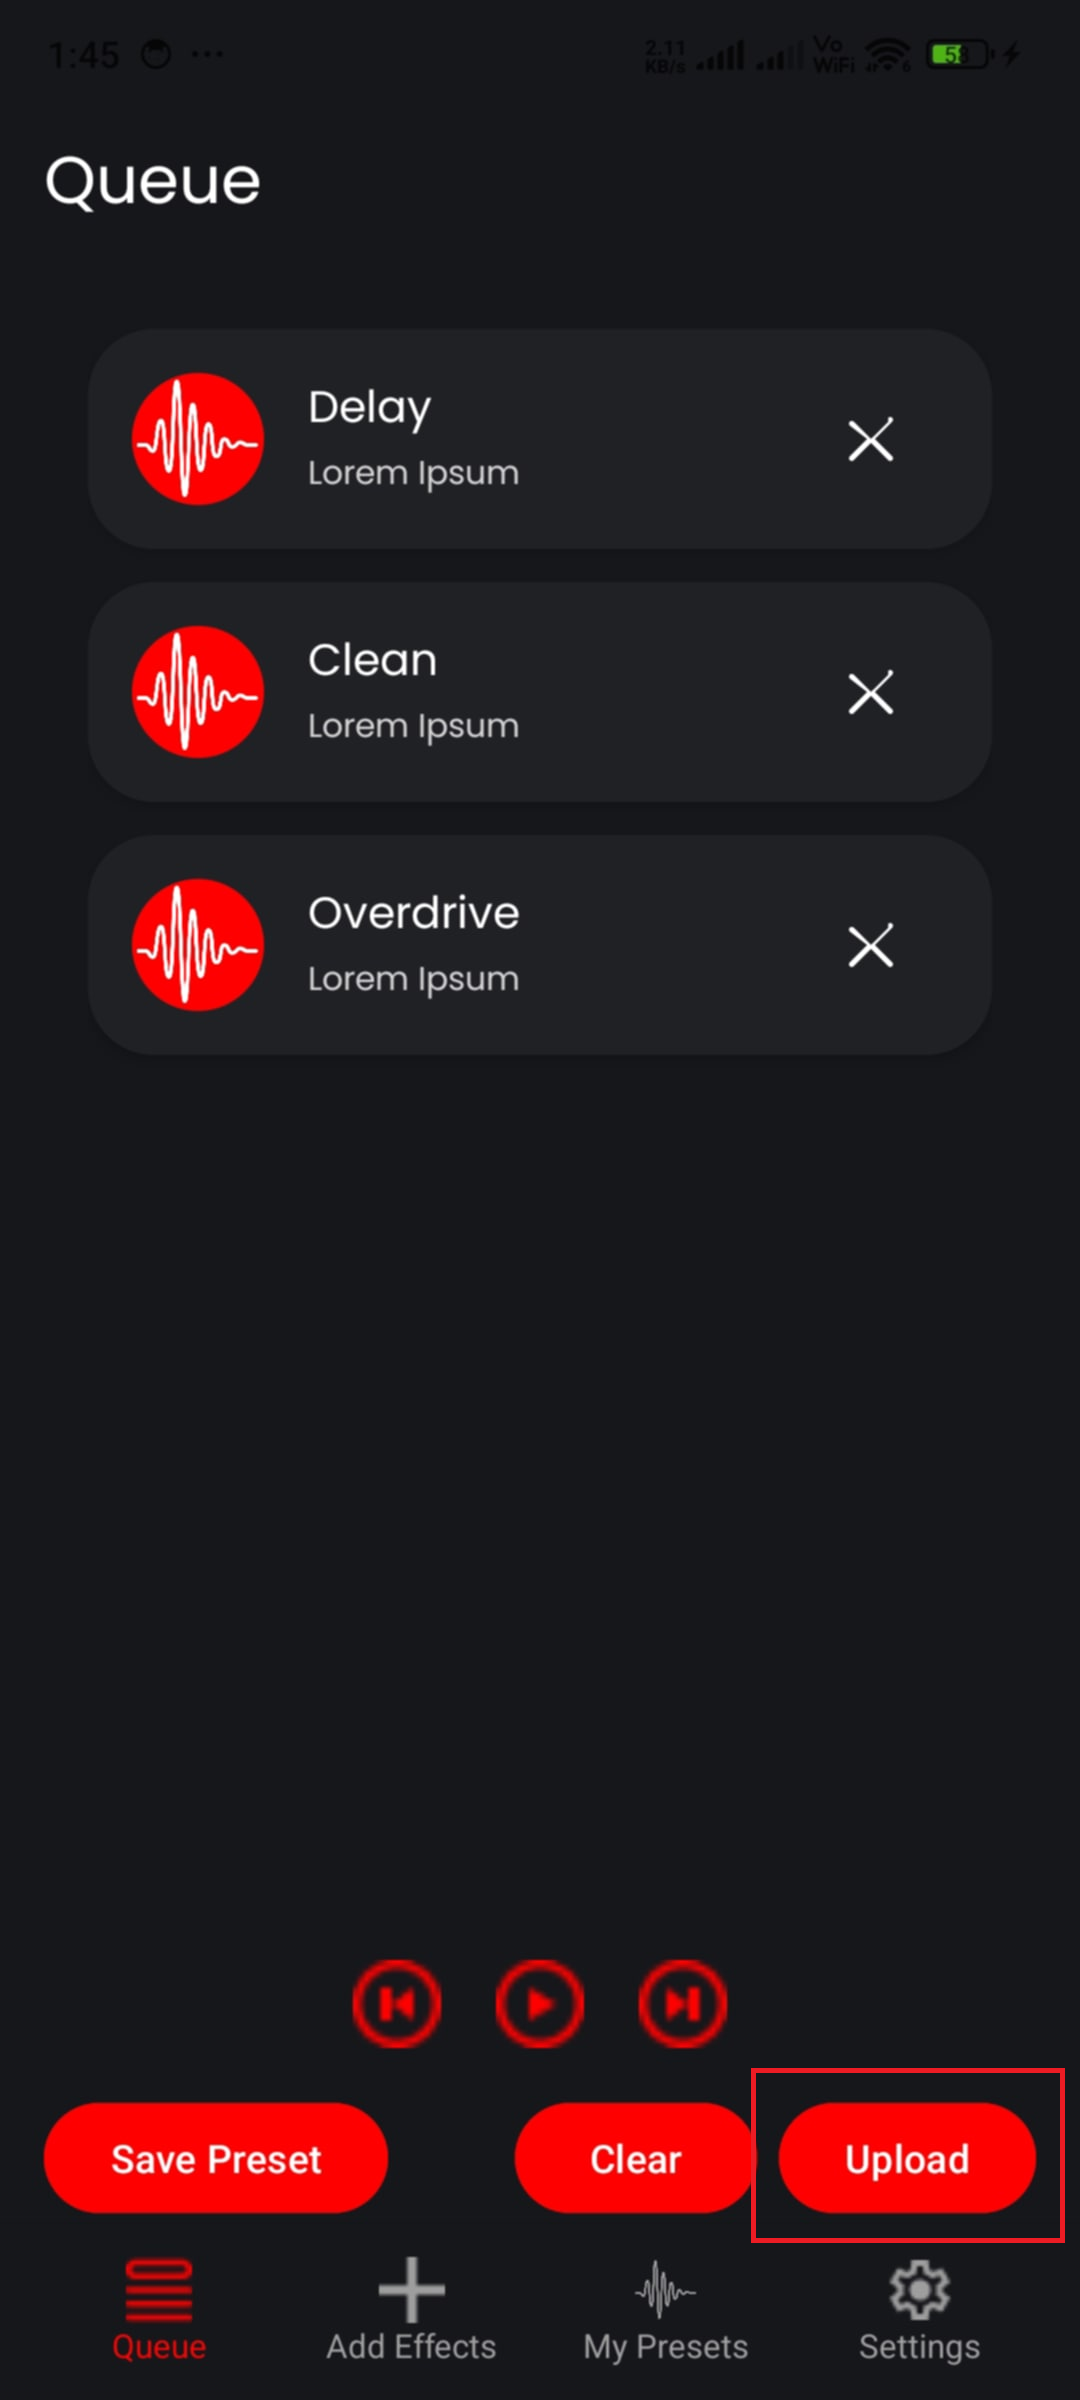 1:45 ...
2.11 KB/s Vo WiFi 6 58
Queue
Delay
Lorem Ipsum
Clean
Lorem Ipsum
Overdrive
Lorem Ipsum
Save Preset Clear Upload
Queue Add Effects My Presets Settings